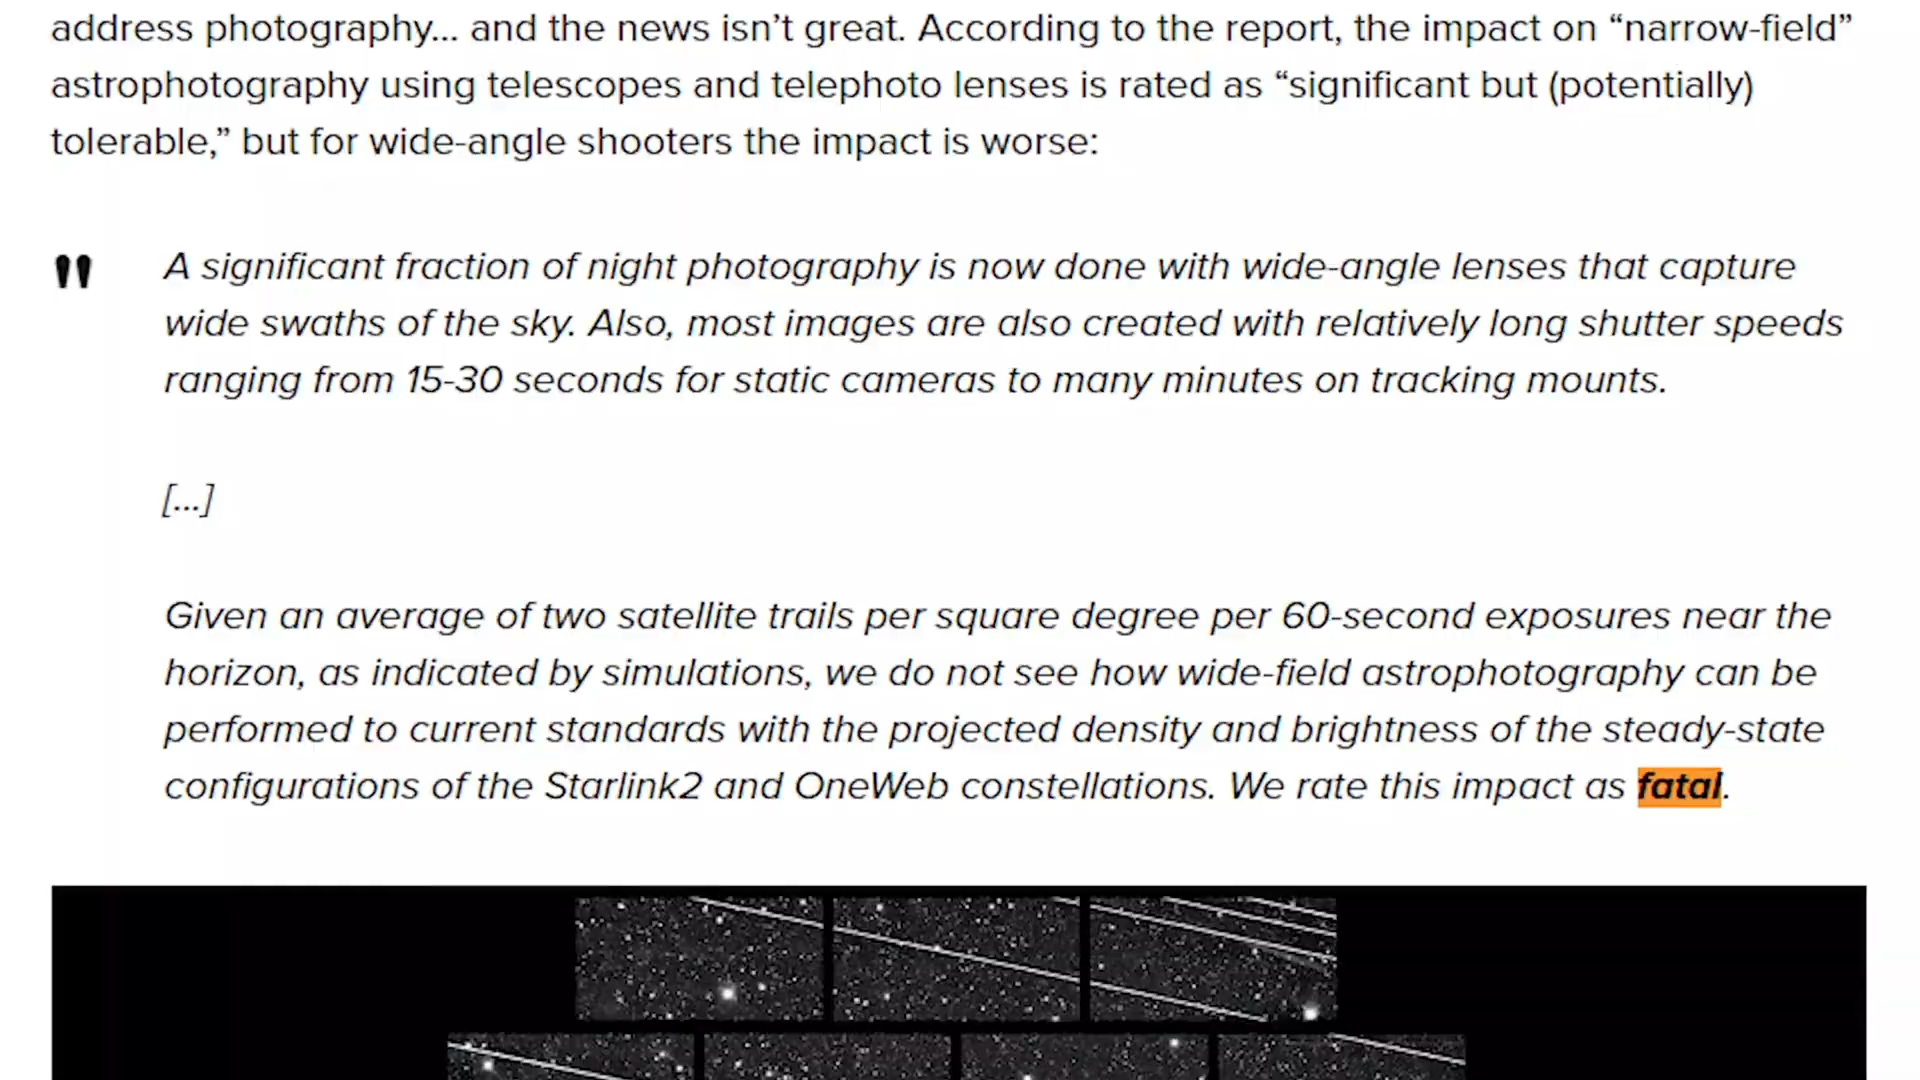 address photography... and the news isn’t great. According to the report, the impact on “narrow-field”
astrophotography using telescopes and telephoto lenses is rated as “significant but (potentially)
tolerable,” but for wide-angle shooters the impact is worse:
"
A significant fraction of night photography is now done with wide-angle lenses that capture
wide swaths of the sky. Also, most images are also created with relatively long shutter speeds
ranging from 15-30 seconds for static cameras to many minutes on tracking mounts.
[...]
Given an average of two satellite trails per square degree per 60-second exposures near the
horizon, as indicated by simulations, we do not see how wide-field astrophotography can be
performed to current standards with the projected density and brightness of the steady-state
configurations of the Starlink2 and OneWeb constellations. We rate this impact as fatal.